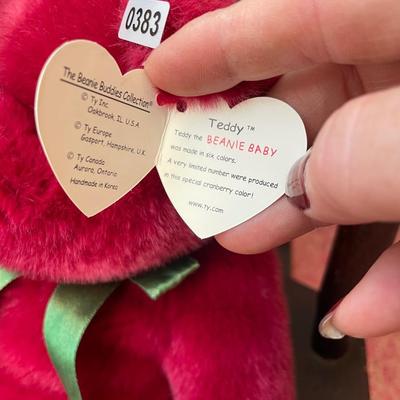 0383
The Beanie Buddies Collection®
© Ty Inc.
Oakbrook, IL. U.S.A
© Ty Europe
Gasport, Hampshire, U.K.
© Ty Canada
Aurora, Ontario
Handmade in Korea
Teddy™
Teddy the BEANIE BABY
was made in six colors.
A very limited number were produced
in this special cranberry color!
www.ty.com